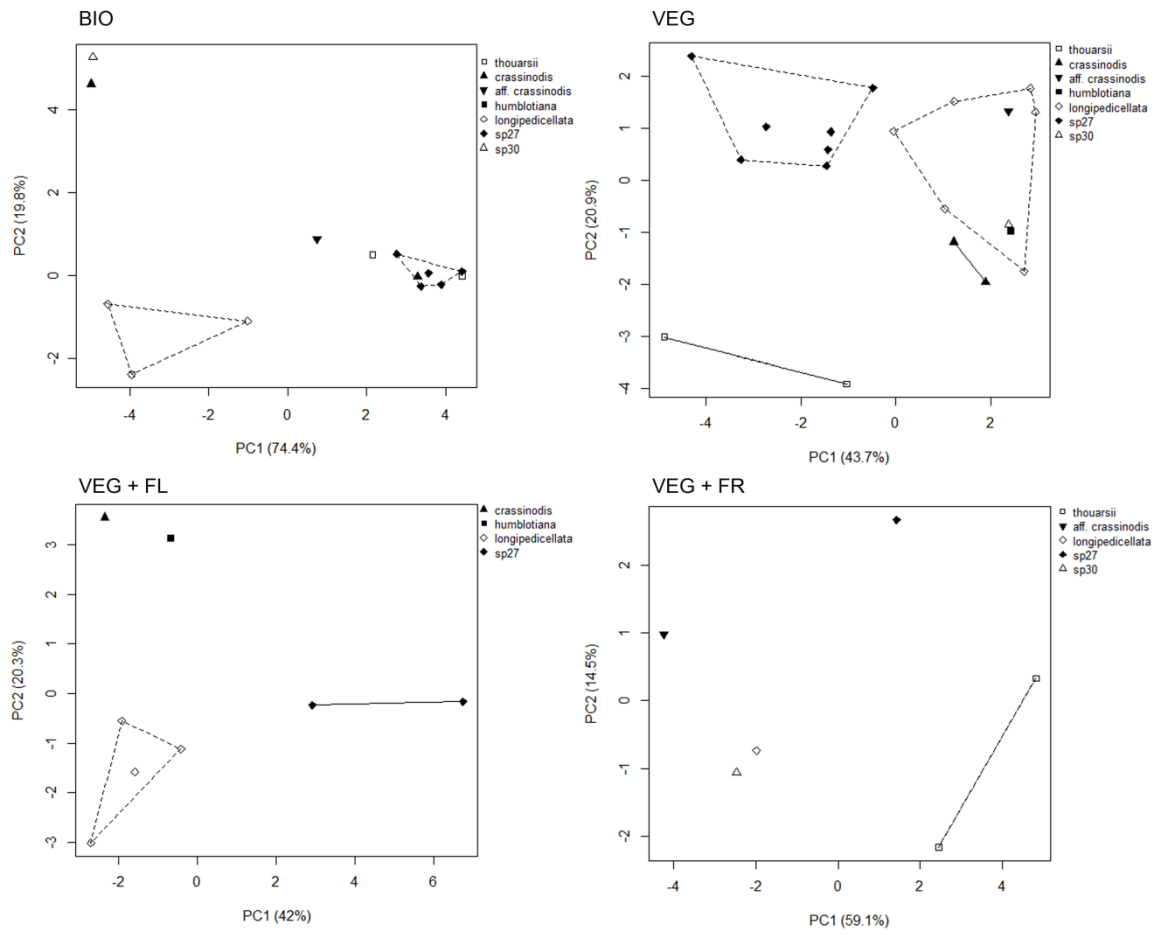 BIO
PC2 (19.8%)
4
2
0
-2
-4
-2
0
2
4
PC1 (74.4%)
thouarsii
crassinodis
aff. crassinodis
humblotiana
longipedicellata
sp27
sp30
VEG
PC2 (20.9%)
2
1
0
-1
-2
-3
-4
-4
-2
0
2
PC1 (43.7%)
thouarsii
crassinodis
aff. crassinodis
humblotiana
longipedicellata
sp27
sp30
VEG + FL
PC2 (20.3%)
3
2
1
0
-1
-2
-3
-2
0
2
4
6
PC1 (42%)
crassinodis
humblotiana
longipedicellata
sp27
VEG + FR
PC2 (14.5%)
2
1
0
-1
-2
-4
-2
0
2
4
PC1 (59.1%)
thouarsii
aff. crassinodis
longipedicellata
sp27
sp30